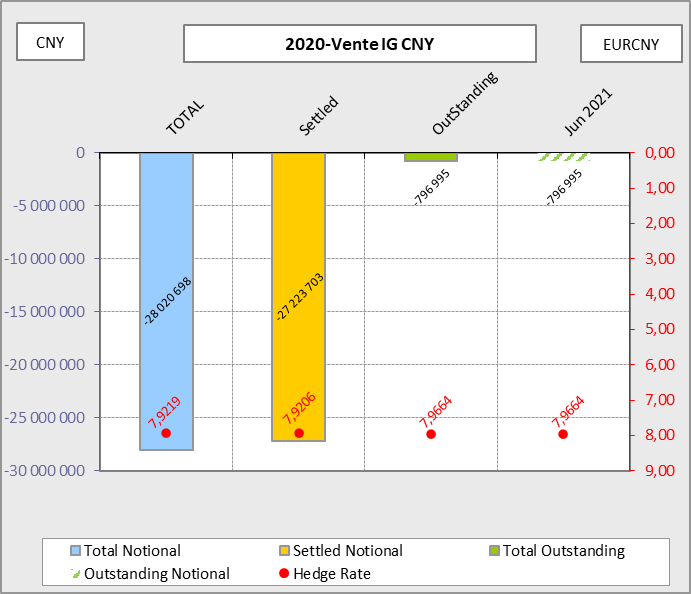 CNY
2020-Vente IG CNY
EURCNY
TOTAL
Settled
OutStanding
Jun 2021
0
-5 000 000
-10 000 000
-15 000 000
-20 000 000
-25 000 000
-30 000 000
-28 020 698
-27 223 703
-796 995
-796 995
7,9219
7,9206
7,9664
7,9664
0,00
1,00
2,00
3,00
4,00
5,00
6,00
7,00
8,00
9,00
Total Notional
Settled Notional
Total Outstanding
Outstanding Notional
Hedge Rate